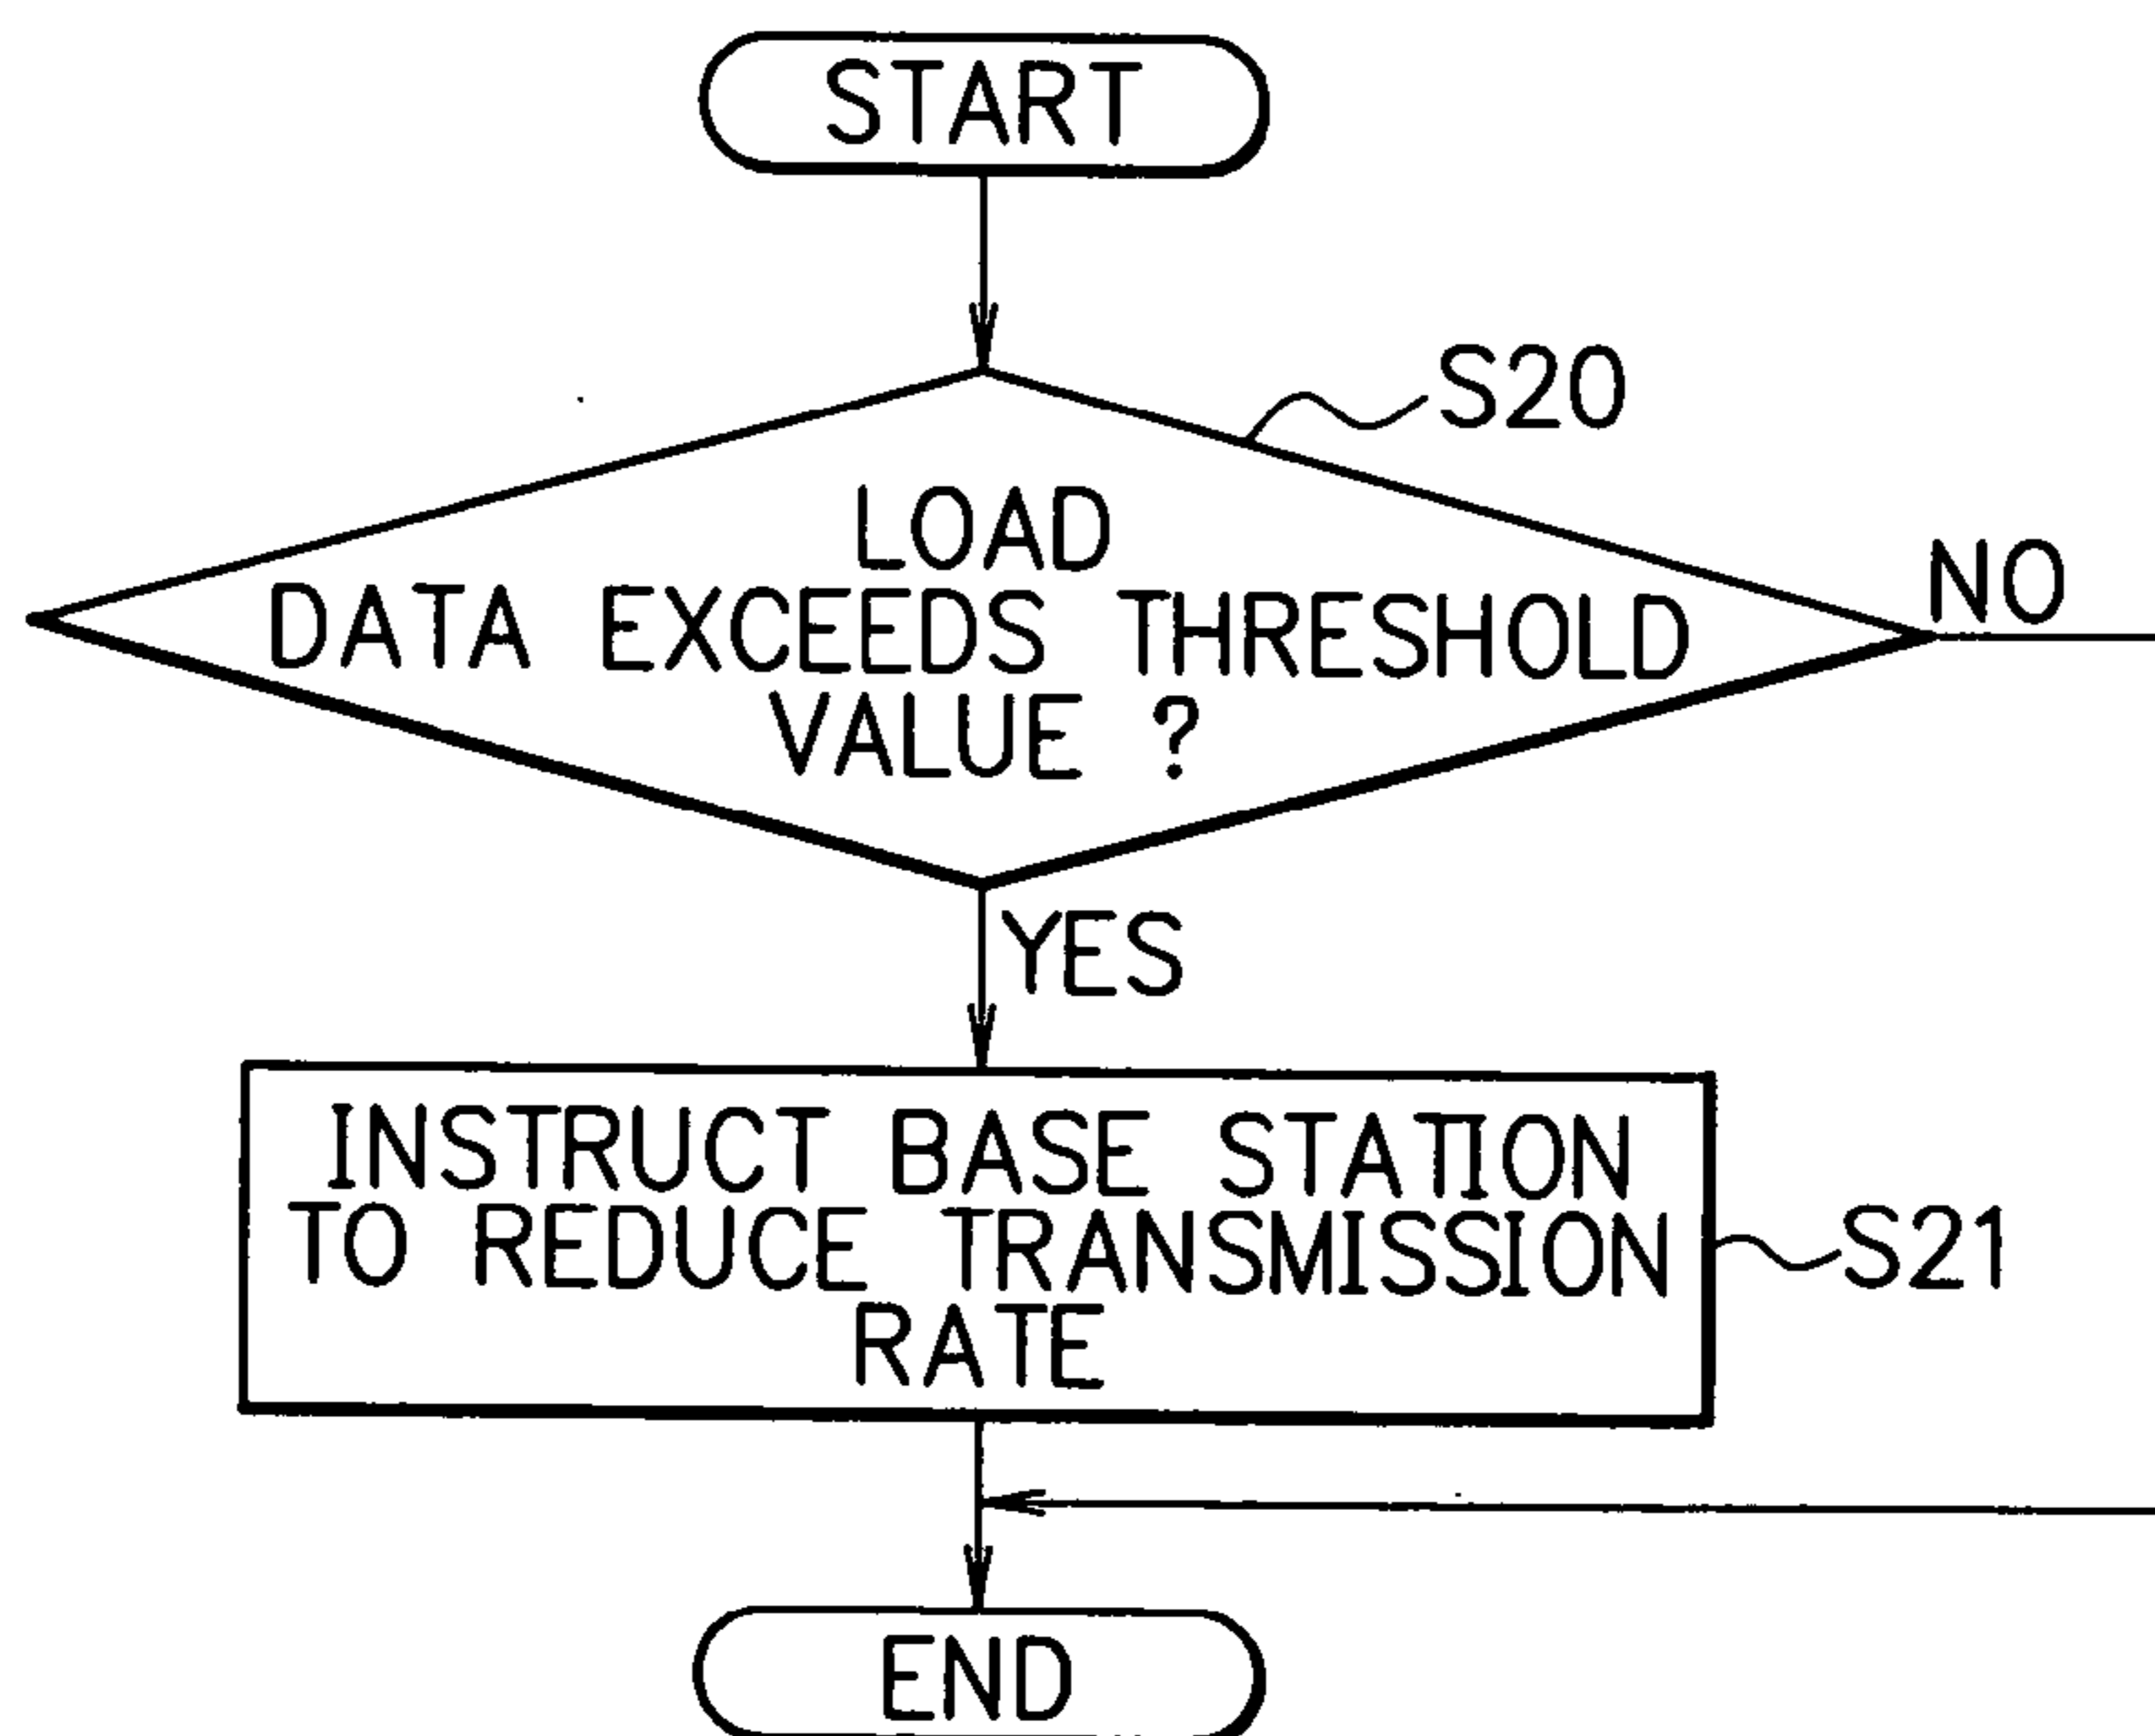 START
S20
LOAD
DATA EXCEEDS THRESHOLD
VALUE ?
NO
YES
INSTRUCT BASE STATION
TO REDUCE TRANSMISSION
RATE
S21
END